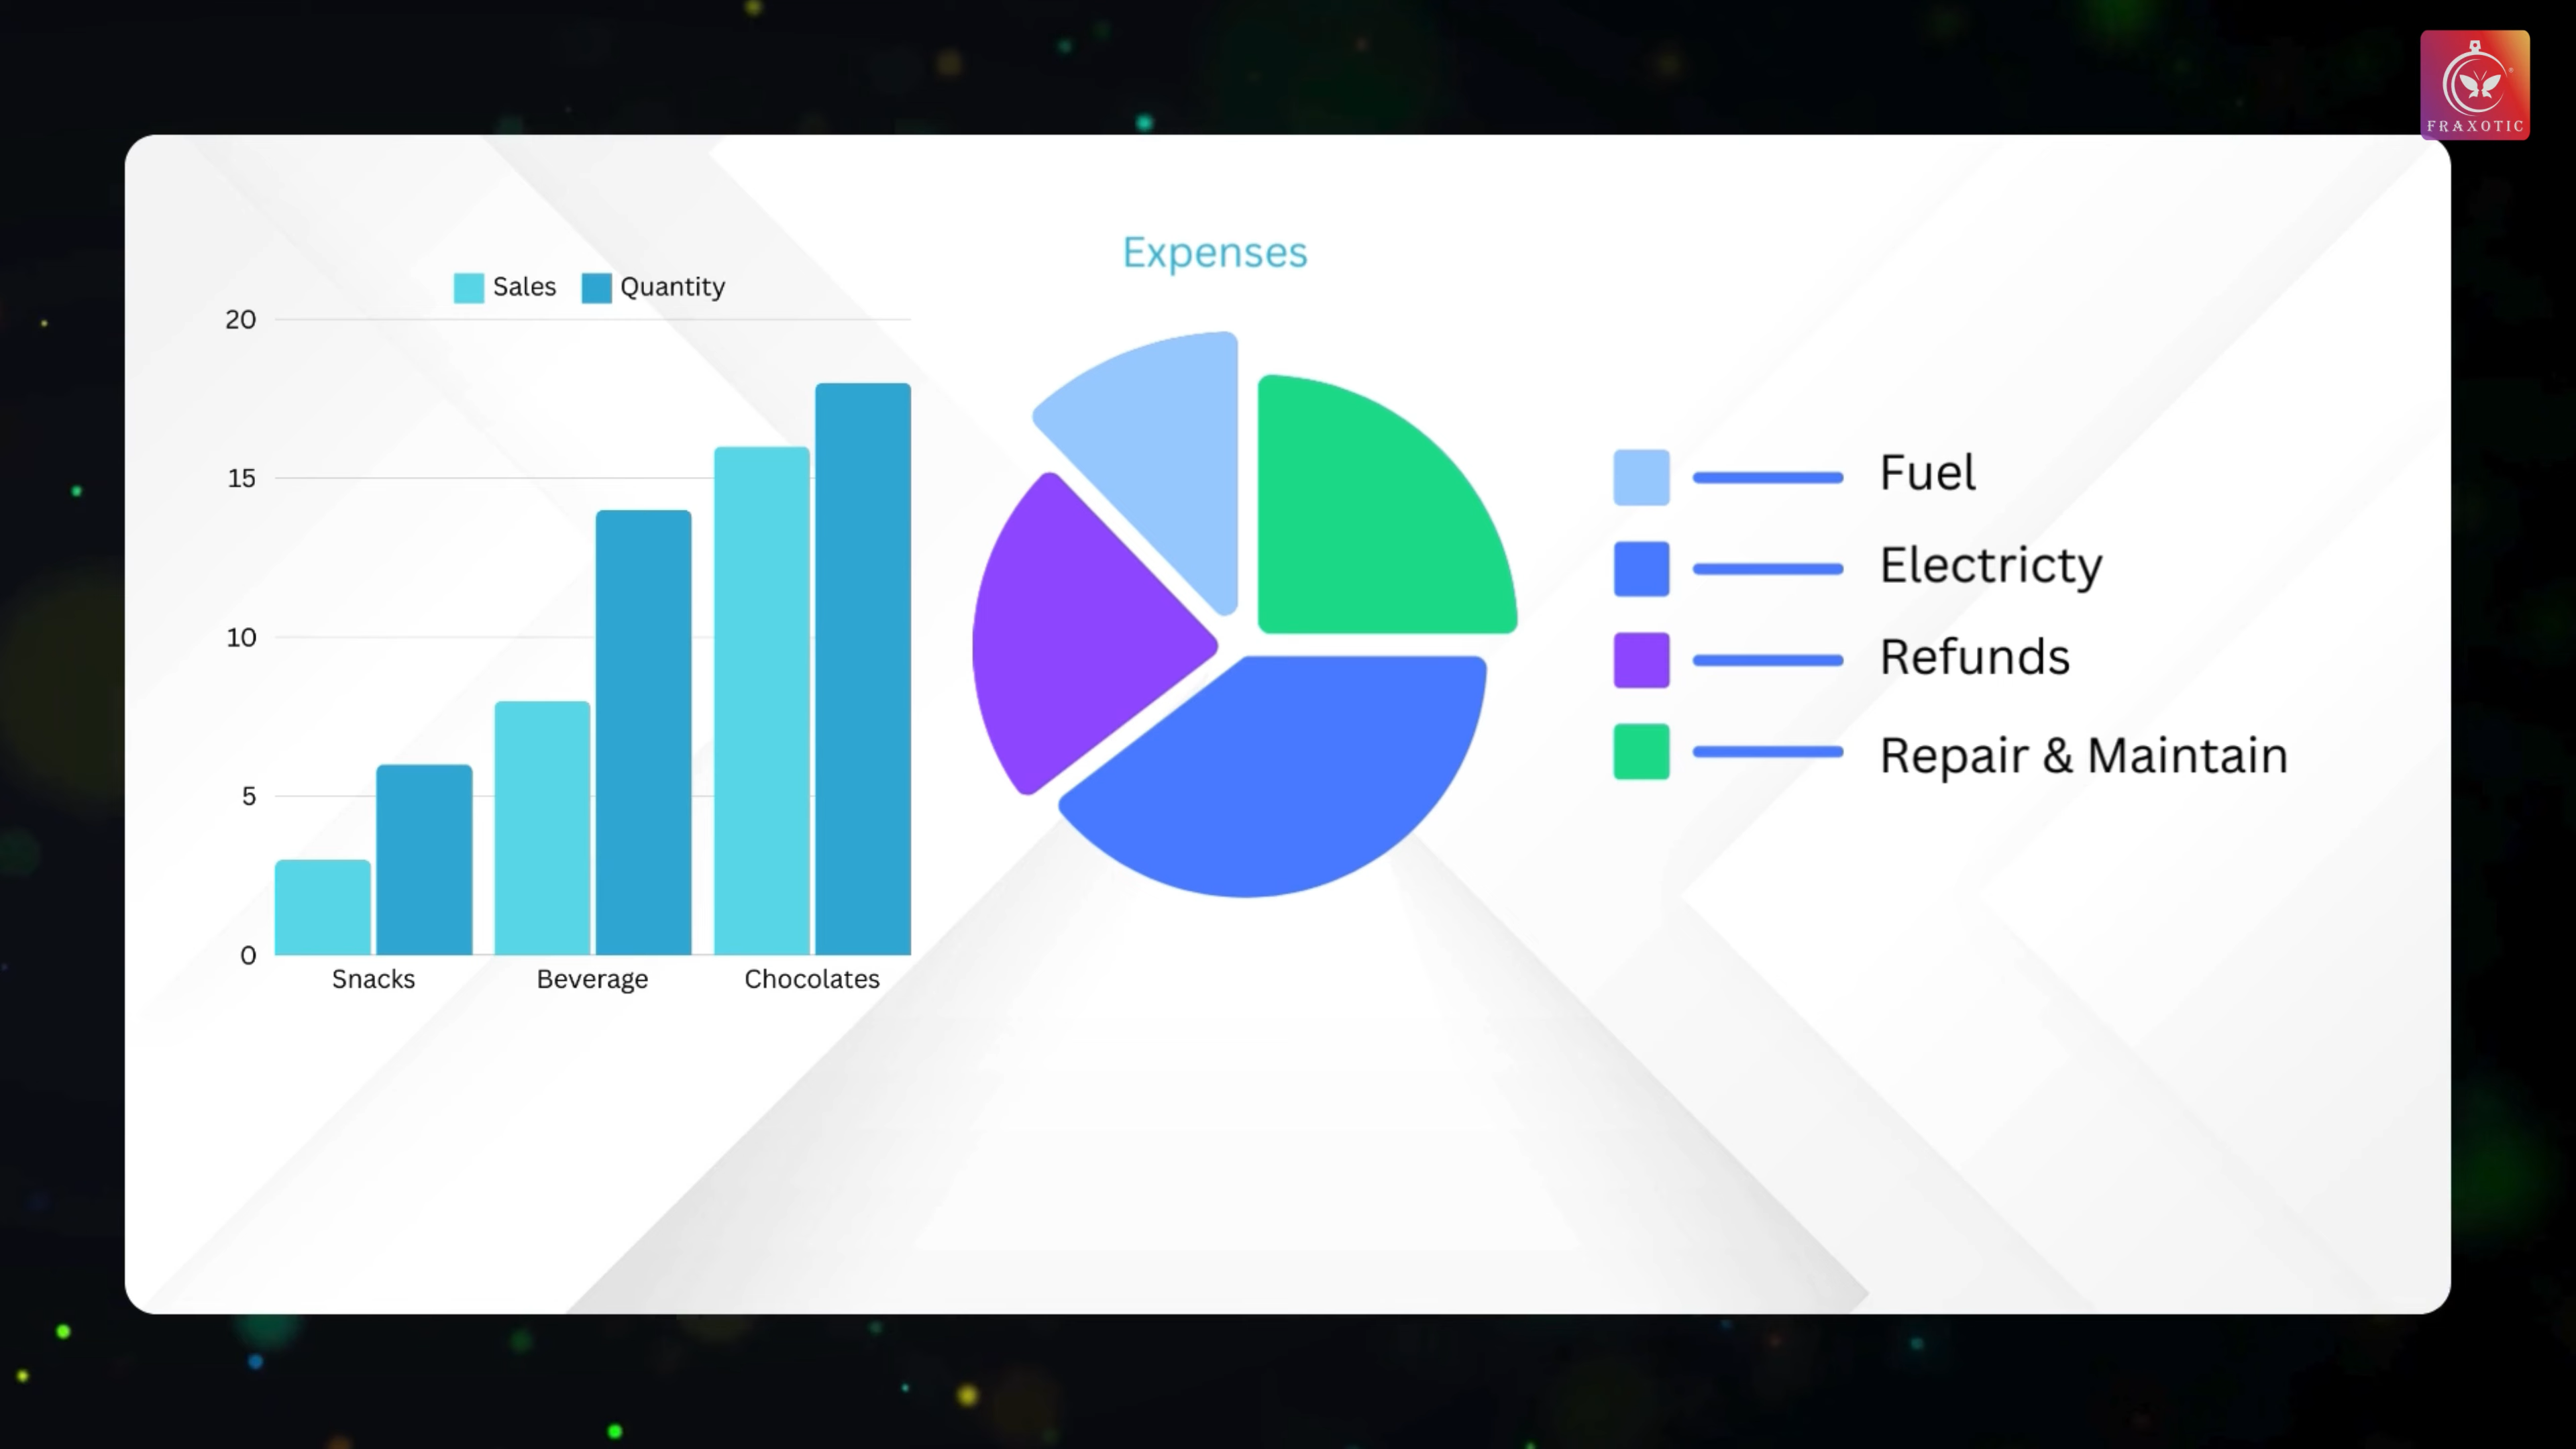 FRAXOTIC
Expenses
Sales Quantity
20
15
10
5
0
Snacks Beverage Chocolates
Fuel
Electricty
Refunds
Repair & Maintain